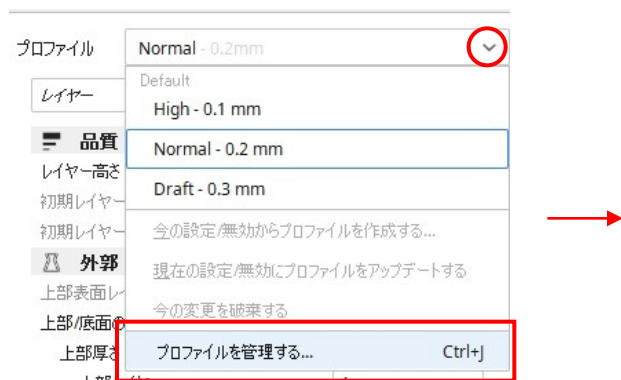 プロファイル Normal - 0.2mm
レイヤー
Default
High - 0.1 mm
品質
Normal - 0.2 mm
レイヤー高さ
Draft - 0.3 mm
初期レイヤー
初期レイヤー
今の設定/無効からプロファイルを作成する...
外郭
現在の設定/無効にプロファイルをアップデートする
上部表面レイ
今の変更を破棄する
上部/底面の
上部厚さ
プロファイルを管理する... Ctrl+J